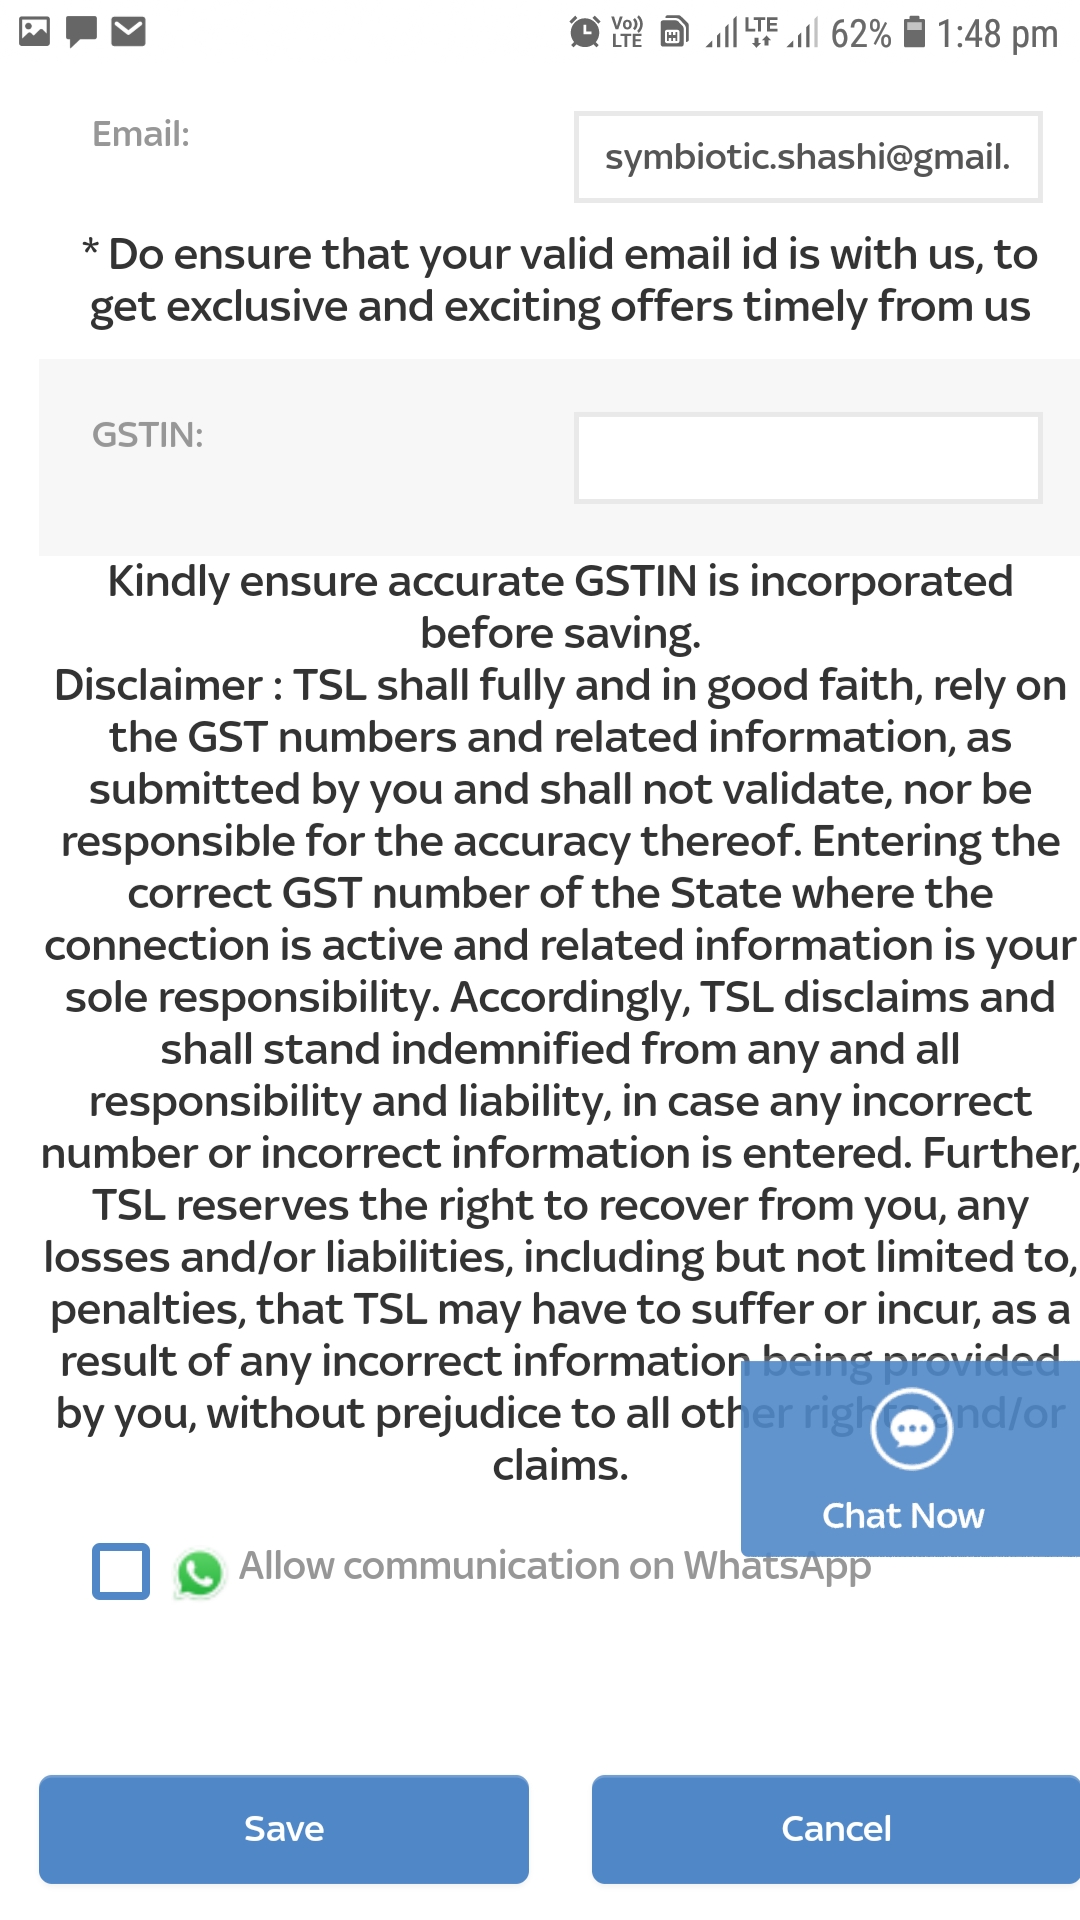 Vo)) LTE LTE 62% 1:48 pm
Email:
symbiotic.shashi@gmail.
* Do ensure that your valid email id is with us, to
get exclusive and exciting offers timely from us
GSTIN:
Kindly ensure accurate GSTIN is incorporated
before saving.
Disclaimer : TSL shall fully and in good faith, rely on
the GST numbers and related information, as
submitted by you and shall not validate, nor be
responsible for the accuracy thereof. Entering the
correct GST number of the State where the
connection is active and related information is your
sole responsibility. Accordingly, TSL disclaims and
shall stand indemnified from any and all
responsibility and liability, in case any incorrect
number or incorrect information is entered. Further,
TSL reserves the right to recover from you, any
losses and/or liabilities, including but not limited to,
penalties, that TSL may have to suffer or incur, as a
result of any incorrect information being provided
by you, without prejudice to all other rights and/or
claims.
Chat Now
Allow communication on WhatsApp
Save
Cancel